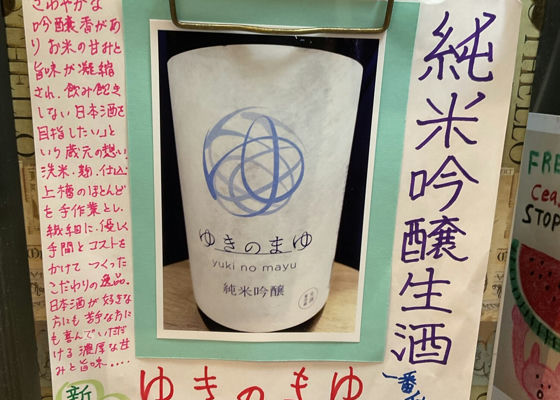 純米吟醸生酒
さわやかな
吟醸香があ
りお米の甘みと
旨味が凝縮
され、飲み飽き
しない日本酒を
目指したい」と
いう蔵元の想い。
洗米、麹、仕込
上槽のほとんど
を手作業とし、
繊細に、優しく
手間とコストを
かけてつくった
こだわりの逸品。
日本酒が好きな
方にも苦手な方に
も喜んでいただ
ける濃厚な甘
みと旨味....
ゆきのまゆ
yuki no mayu
純米吟醸
新
ゆきのまゆ
一番
FRE
Cea
STOP